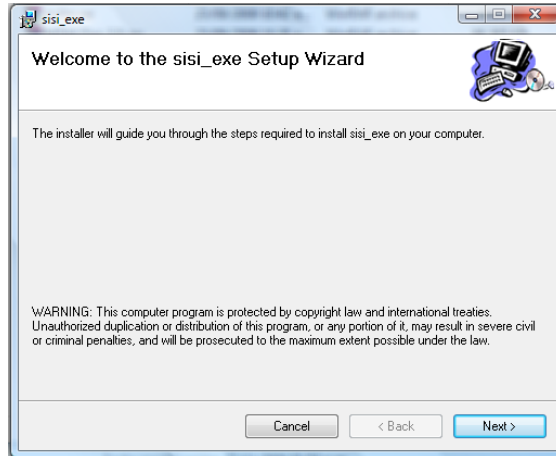 sisi_exe
Welcome to the sisi_exe Setup Wizard
The installer will guide you through the steps required to install sisi_exe on your computer.
WARNING: This computer program is protected by copyright law and international treaties.
Unauthorized duplication or distribution of this program, or any portion of it, may result in severe civil
or criminal penalties, and will be prosecuted to the maximum extent possible under the law.
Cancel
< Back
Next >